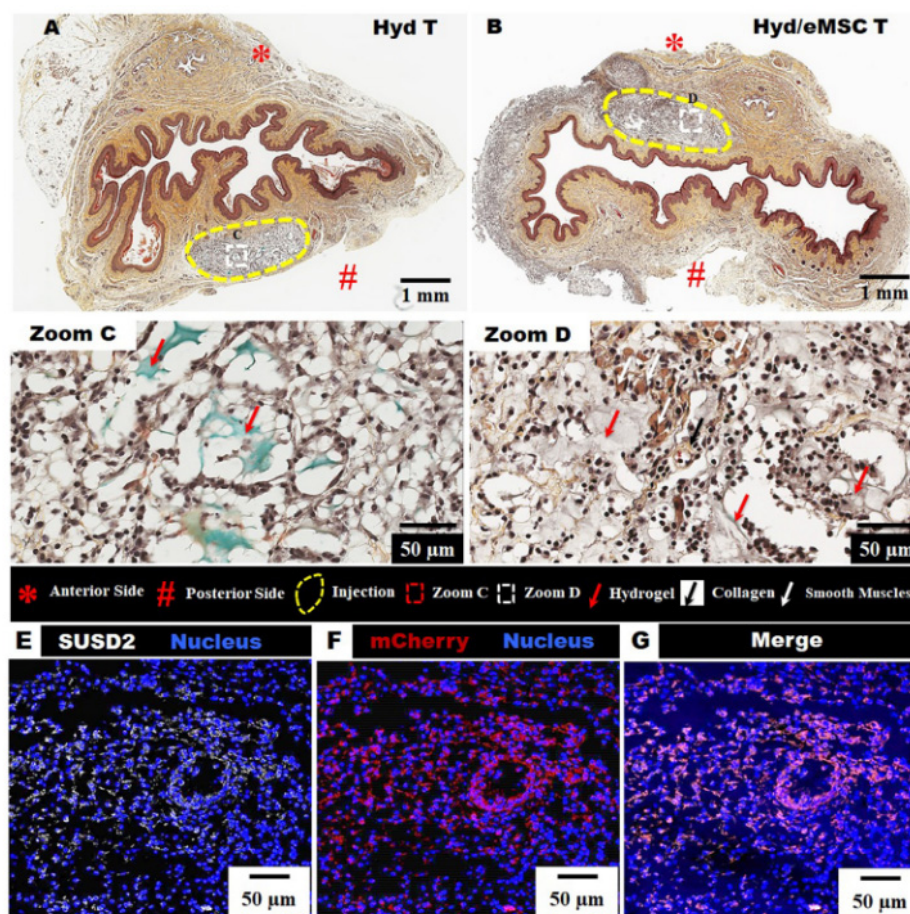 A Hyd T
*
C
#
1 mm
B Hyd/eMSC T
*
D
#
1 mm
Zoom C
50 µm
Zoom D
50 µm
* Anterior Side # Posterior Side Injection Zoom C Zoom D Hydrogel Collagen Smooth Muscles
E SUSD2 Nucleus
50 µm
F mCherry Nucleus
50 µm
G Merge
50 µm